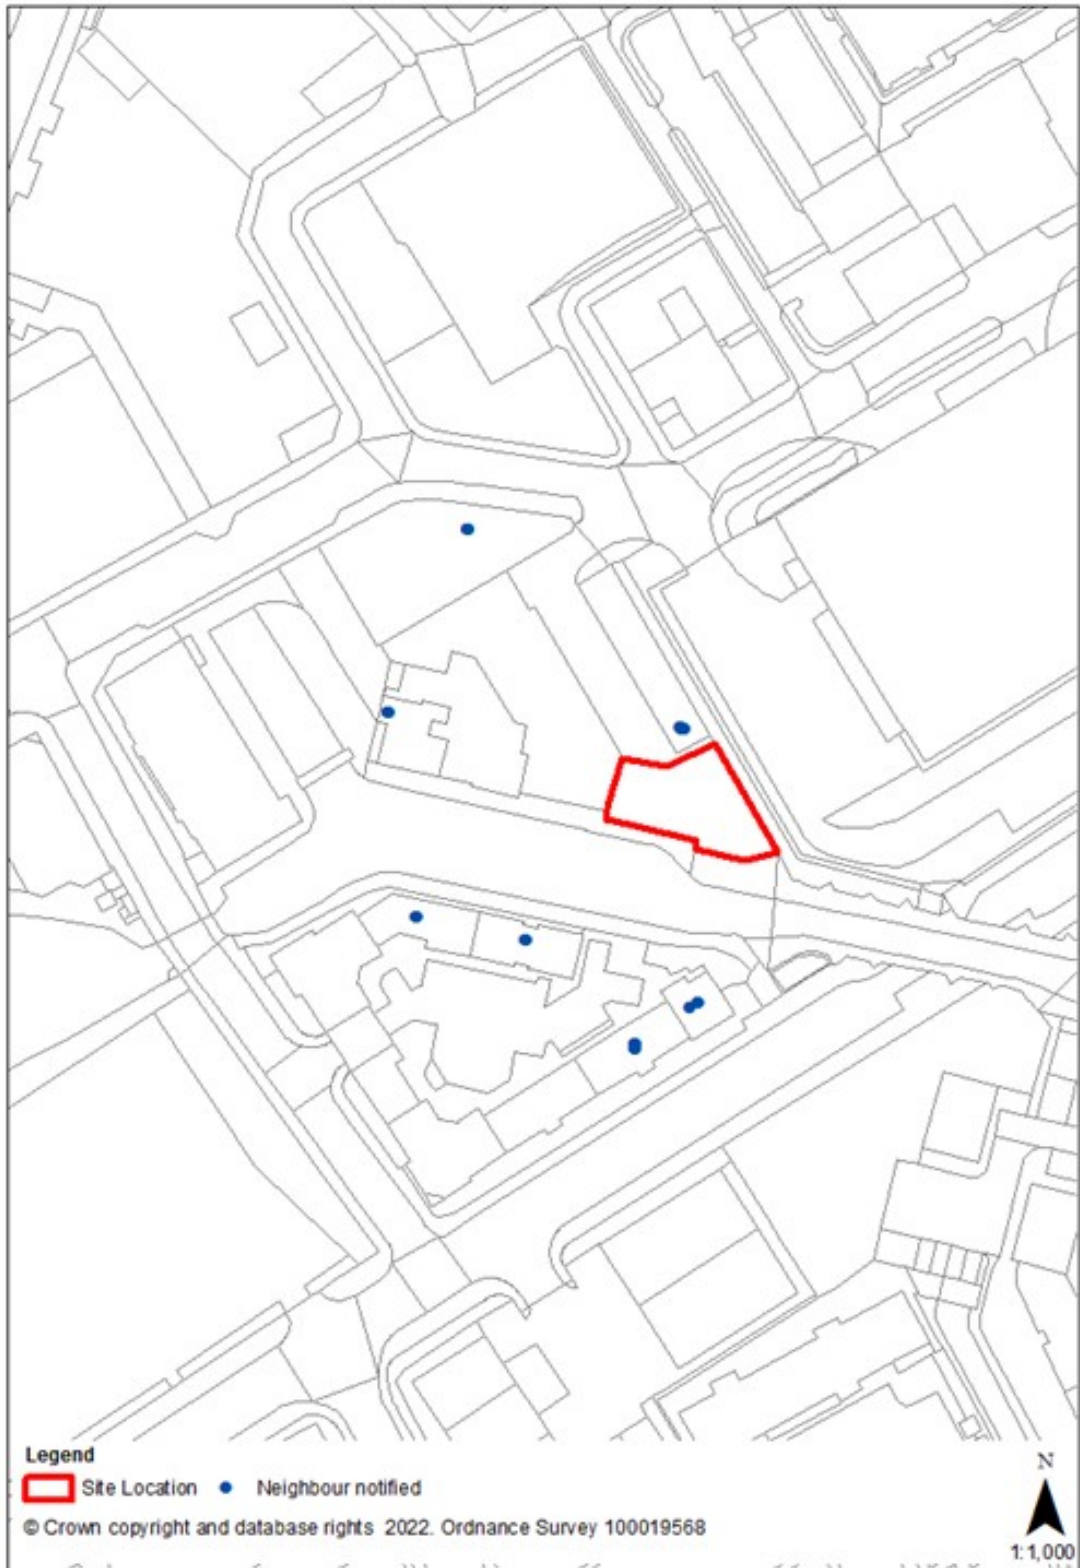 Legend
Site Location
Neighbour notified
© Crown copyright and database rights 2022. Ordnance Survey 100019568
N
1:1,000